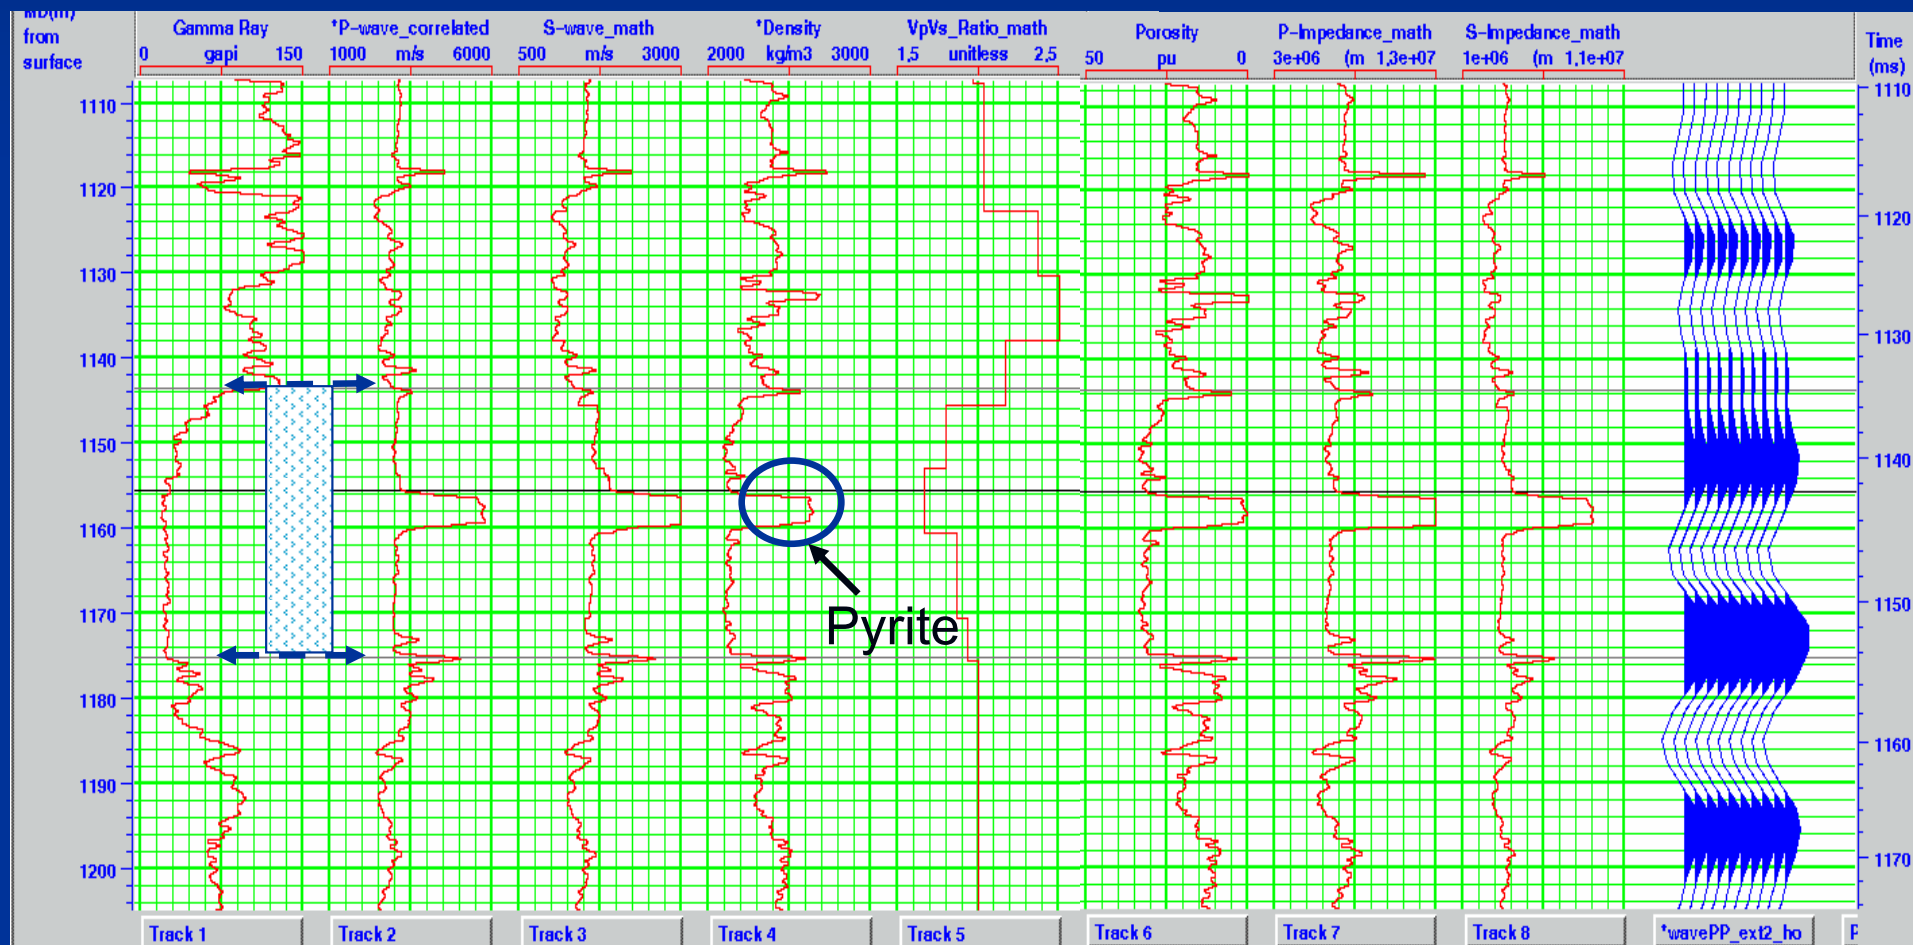 MD(m)
from
surface
Gamma Ray
0 gapi 150
*P-wave_correlated
1000 m/s 6000
S-wave_math
500 m/s 3000
*Density
2000 kg/m3 3000
VpVs_Ratio_math
1,5 unitless 2,5
Porosity
50 pu 0
P-Impedance_math
3e+06 (m 1,3e+07
S-Impedance_math
1e+06 (m 1,1e+07
Time
(ms)
1110
1120
1130
1140
1150
1160
1170
1180
1190
1200
Pyrite
1110
1120
1130
1140
1150
1160
1170
Track 1
Track 2
Track 3
Track 4
Track 5
Track 6
Track 7
Track 8
*wavePP_ext2_ho
P